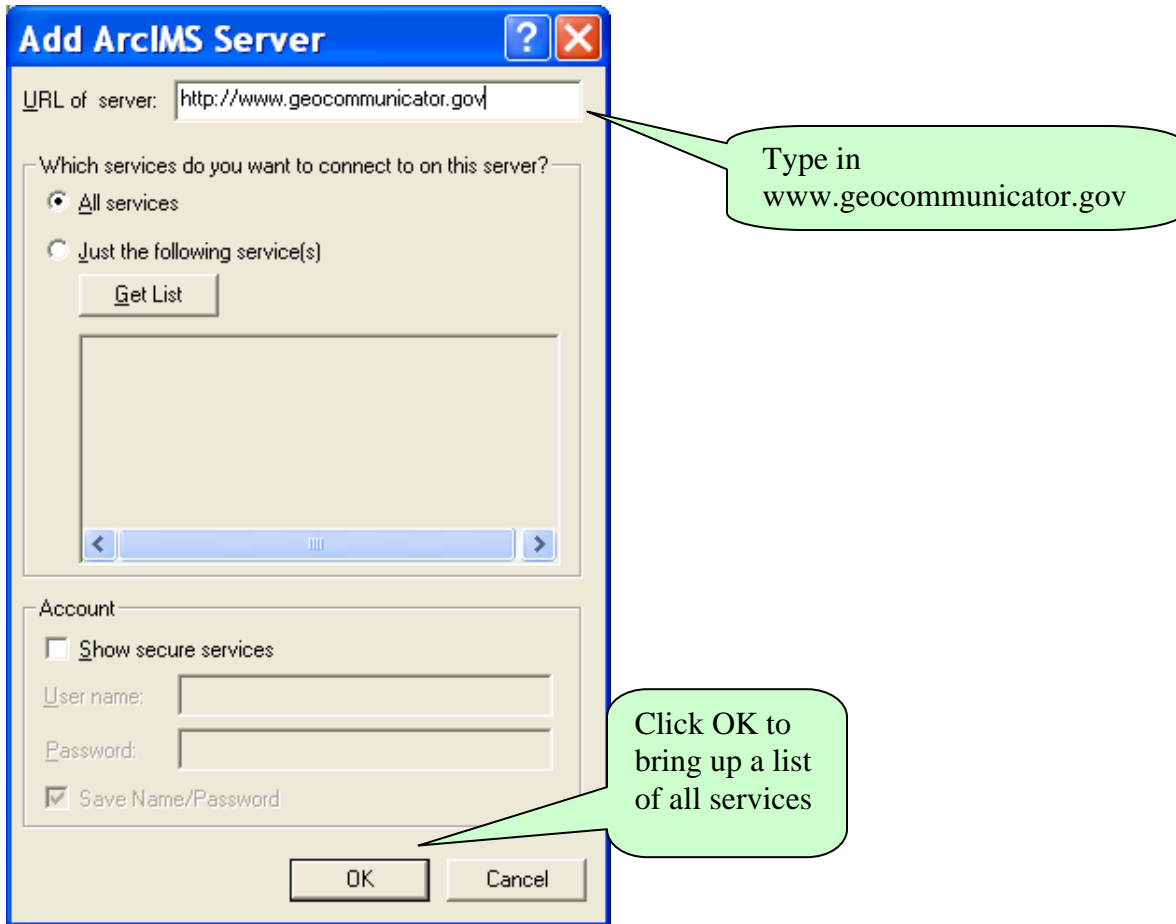 Add ArcIMS Server
URL of server: http://www.geocommunicator.gov
Type in
www.geocommunicator.gov
Which services do you want to connect to on this server?
All services
Just the following service(s)
Get List
Account
Show secure services
User name:
Password:
Save Name/Password
Click OK to
bring up a list
of all services
OK Cancel